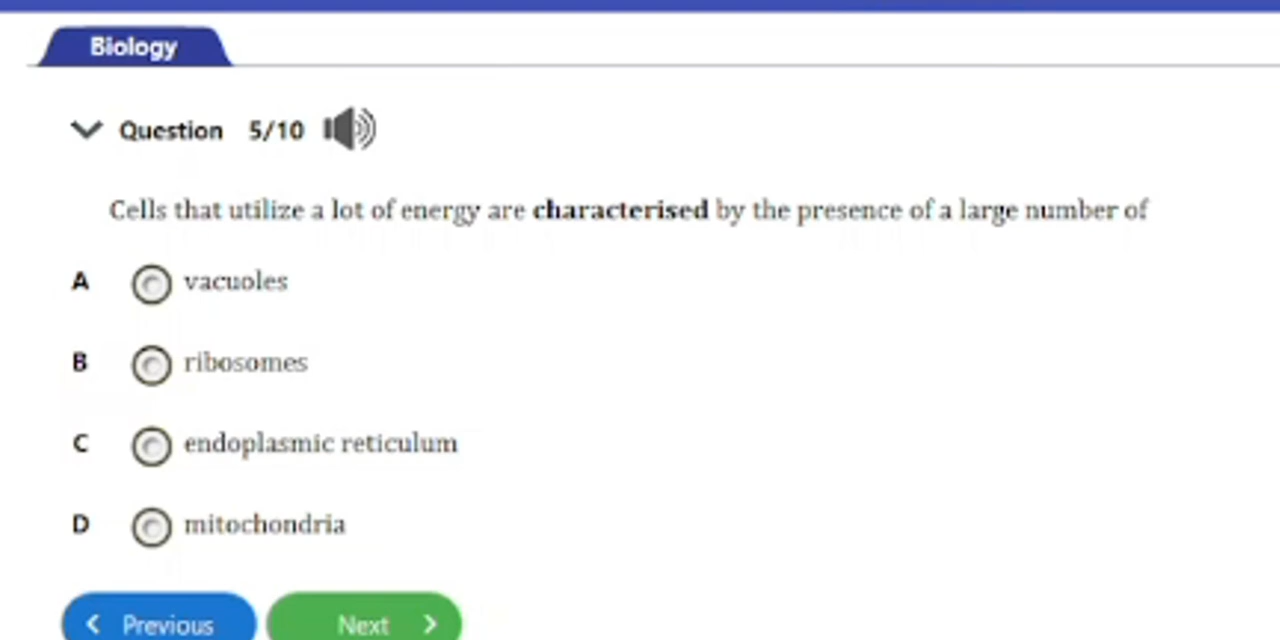 Biology
Question 5/10
Cells that utilize a lot of energy are characterised by the presence of a large number of
A vacuoles
B ribosomes
C endoplasmic reticulum
D mitochondria
Previous Next